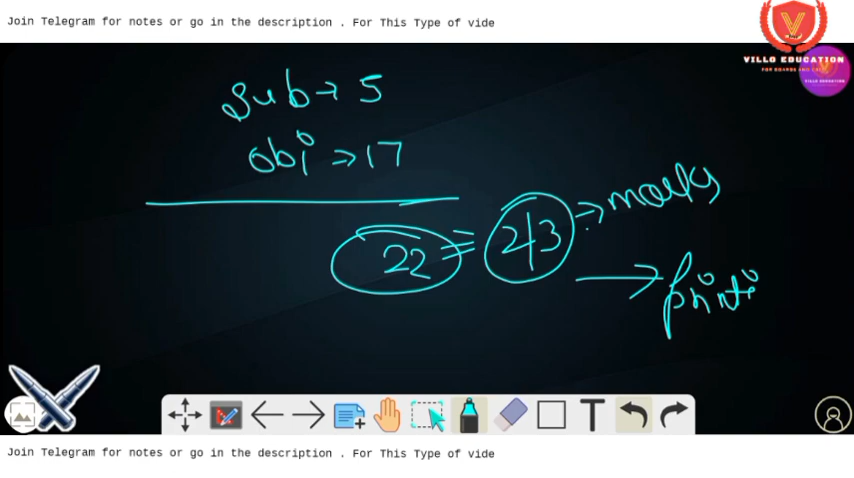 Join Telegram for notes or go in the description . For This Type of vide
VILLO EDUCATION
Sub → 5
obj → 17
22 = 2/3 → marks
→ print
T
Join Telegram for notes or go in the description . For This Type of vide